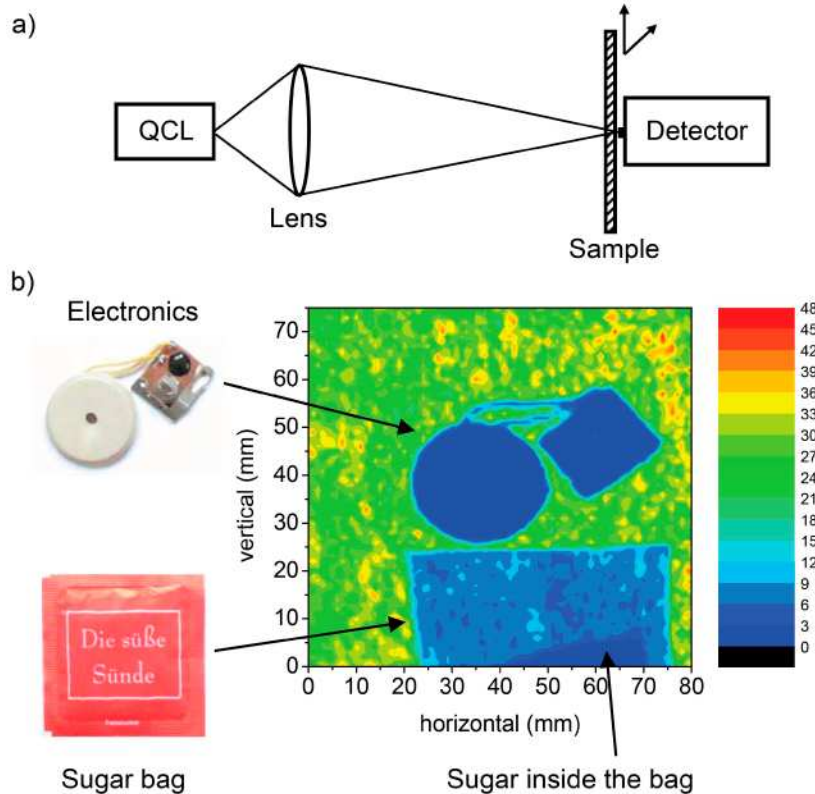 a)
QCL
Detector
Lens
Sample
b)
Electronics
vertical (mm)
70
60
50
40
30
20
10
0
0 10 20 30 40 50 60 70 80
horizontal (mm)
48
45
42
39
36
33
30
27
24
21
18
15
12
9
6
3
0
Die süße
Sünde
Sugar bag
Sugar inside the bag